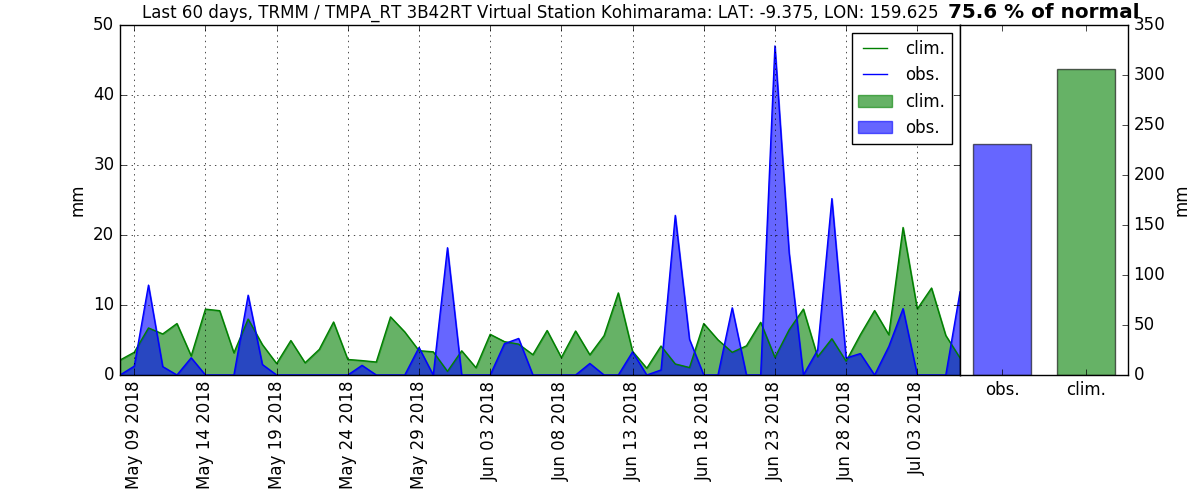 Last 60 days, TRMM / TMPA_RT 3B42RT Virtual Station Kohimarama: LAT: -9.375, LON: 159.625 75.6 % of normal
50
40
30
20
10
0
mm
clim.
obs.
clim.
obs.
350
300
250
200
150
100
50
0
mm
obs.
clim.
May 09 2018
May 14 2018
May 19 2018
May 24 2018
May 29 2018
Jun 03 2018
Jun 08 2018
Jun 13 2018
Jun 18 2018
Jun 23 2018
Jun 28 2018
Jul 03 2018